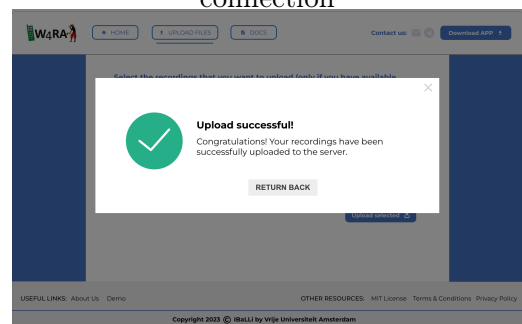 connection
W4RA
HOME
UPLOAD FILES
DOCS
Contact us:
Download APP
Select the recordings that you want to upload (only if you have available
Upload successful!
Congratulations! Your recordings have been
successfully uploaded to the server.
RETURN BACK
Upload selected
USEFUL LINKS: About Us Demo
OTHER RESOURCES: MIT License Terms & Conditions Privacy Policy
Copyright 2023 © IBaLLi by Vrije Universiteit Amsterdam